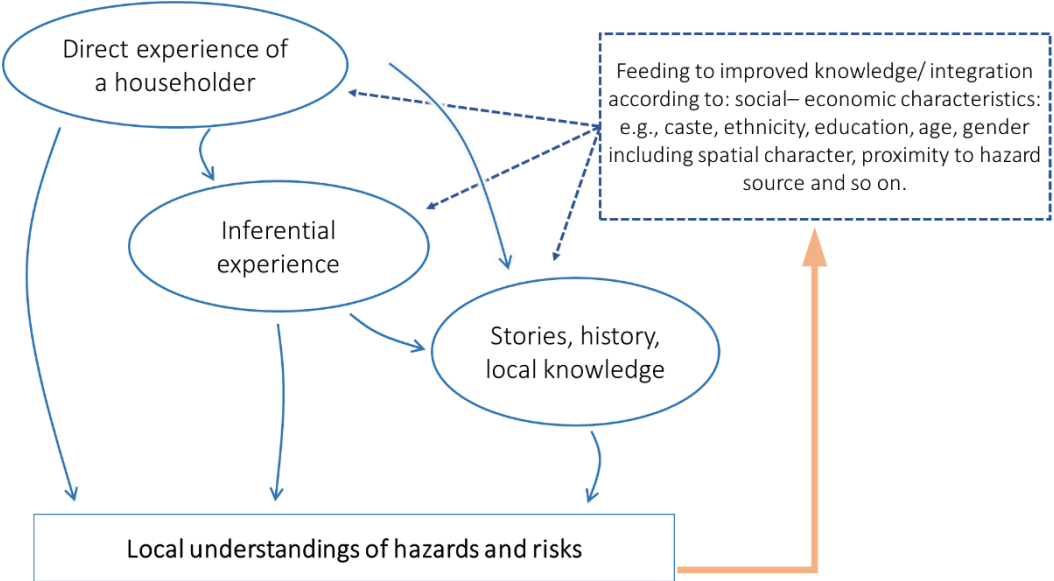 Direct experience of
a householder
Feeding to improved knowledge/ integration
according to: social– economic characteristics:
e.g., caste, ethnicity, education, age, gender
including spatial character, proximity to hazard
source and so on.
Inferential
experience
Stories, history,
local knowledge
Local understandings of hazards and risks